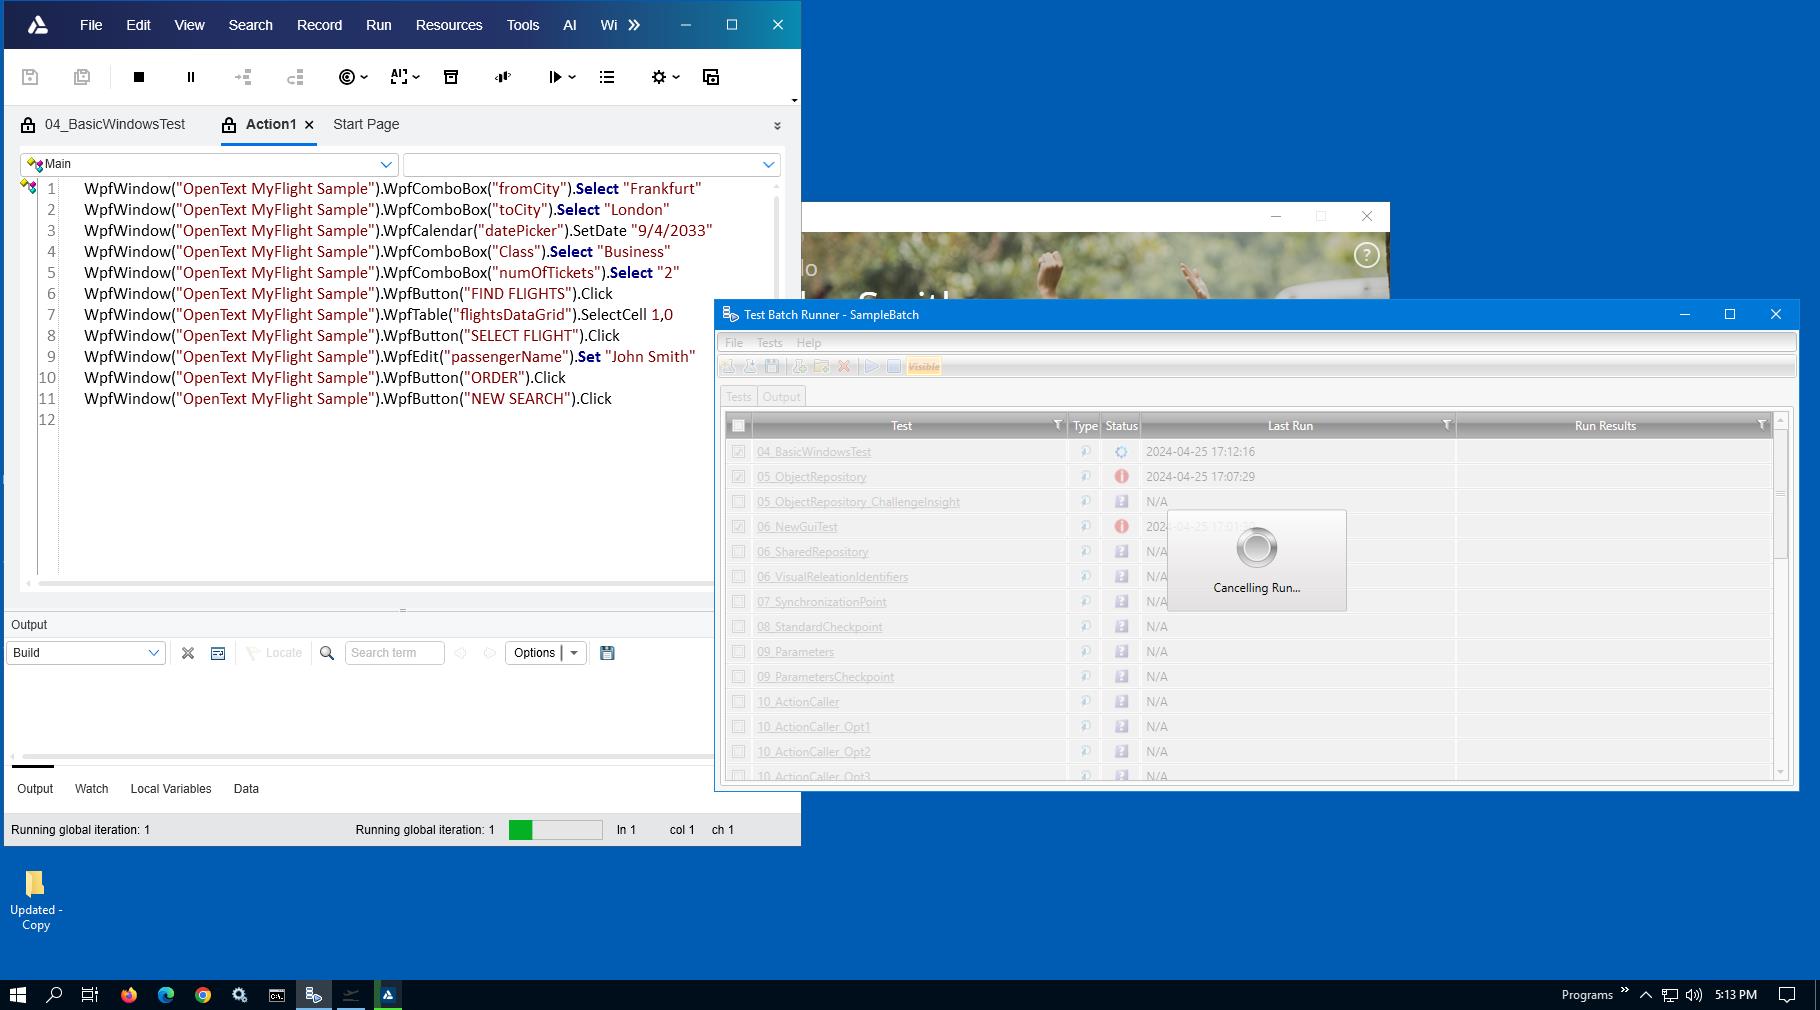 File Edit View Search Record Run Resources Tools AI Wi
04_BasicWindowsTest Action1 Start Page
Main
1 WpfWindow("OpenText MyFlight Sample").WpfComboBox("fromCity").Select "Frankfurt"
2 WpfWindow("OpenText MyFlight Sample").WpfComboBox("toCity").Select "London"
3 WpfWindow("OpenText MyFlight Sample").WpfCalendar("datePicker").SetDate "9/4/2033"
4 WpfWindow("OpenText MyFlight Sample").WpfComboBox("Class").Select "Business"
5 WpfWindow("OpenText MyFlight Sample").WpfComboBox("numOfTickets").Select "2"
6 WpfWindow("OpenText MyFlight Sample").WpfButton("FIND FLIGHTS").Click
7 WpfWindow("OpenText MyFlight Sample").WpfTable("flightsDataGrid").SelectCell 1,0
8 WpfWindow("OpenText MyFlight Sample").WpfButton("SELECT FLIGHT").Click
9 WpfWindow("OpenText MyFlight Sample").WpfEdit("passengerName").Set "John Smith"
10 WpfWindow("OpenText MyFlight Sample").WpfButton("ORDER").Click
11 WpfWindow("OpenText MyFlight Sample").WpfButton("NEW SEARCH").Click
12
Output
Build Locate Search term Options
Output Watch Local Variables Data
Running global iteration: 1 Running global iteration: 1 ln 1 col 1 ch 1
Test Batch Runner - SampleBatch
File Tests Help
Visible
Tests Output
Test Type Status Last Run Run Results
04_BasicWindowsTest 2024-04-25 17:12:16
05_ObjectRepository 2024-04-25 17:07:29
05_ObjectRepository_ChallengeInsight N/A
06_NewGuiTest 2024-04-25
06_SharedRepository N/A
06_VisualReleationIdentifiers N/A
07_SynchronizationPoint N/A
08_StandardCheckpoint N/A
09_Parameters N/A
09_ParametersCheckpoint N/A
10_ActionCaller N/A
10_ActionCaller_Opt1 N/A
10_ActionCaller_Opt2 N/A
10_ActionCaller_Opt3 N/A
Cancelling Run...
Updated -
Copy
Programs 5:13 PM